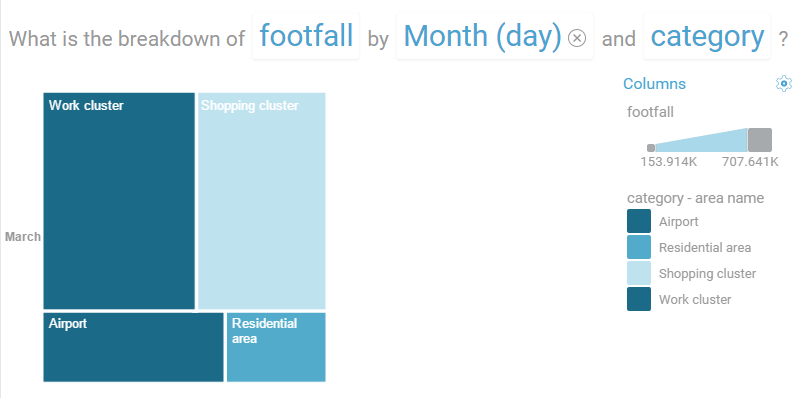 What is the breakdown of footfall by Month (day) and category ?
Columns
footfall
153.914K 707.641K
category - area name
Airport
Residential area
Shopping cluster
Work cluster
Work cluster
Shopping cluster
March
Airport
Residential
area